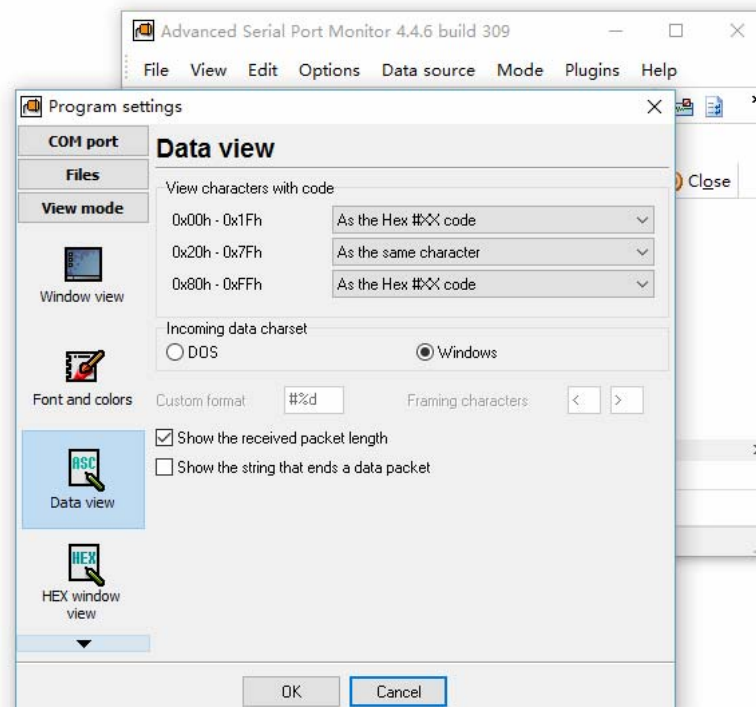 Advanced Serial Port Monitor 4.4.6 build 309
File View Edit Options Data source Mode Plugins Help
Program settings
COM port
Files
View mode
Window view
Font and colors
ASC
Data view
HEX
HEX window
view
Data view
View characters with code
0x00h - 0x1Fh As the Hex #XX code
0x20h - 0x7Fh As the same character
0x80h - 0xFFh As the Hex #XX code
Incoming data charset
DOS Windows
Custom format #%d Framing characters < >
Show the received packet length
Show the string that ends a data packet
OK Cancel
Close